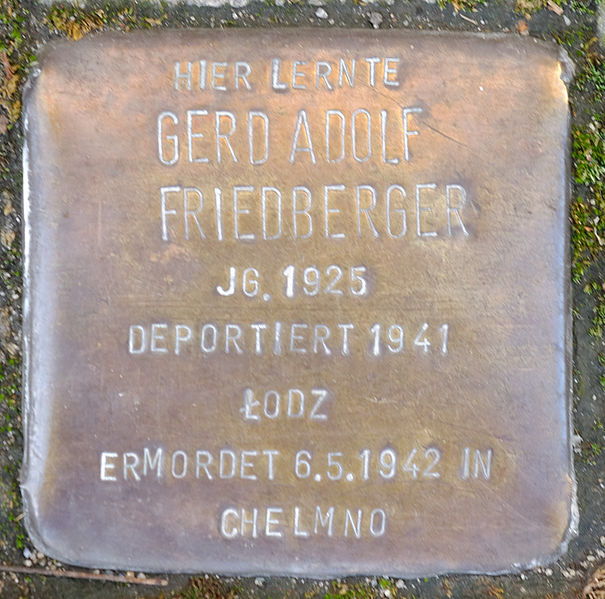 HIER LERNTE
GERD ADOLF
FRIEDBERGER
JG. 1925
DEPORTIERT 1941
ŁODZ
ERMORDET 6.5.1942 IN
CHELMNO